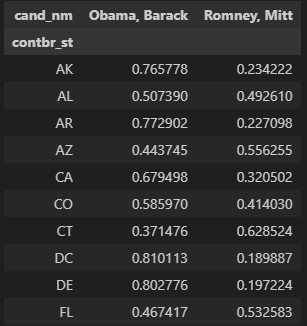 cand_nm Obama, Barack Romney, Mitt
contbr_st
AK 0.765778 0.234222
AL 0.507390 0.492610
AR 0.772902 0.227098
AZ 0.443745 0.556255
CA 0.679498 0.320502
CO 0.585970 0.414030
CT 0.371476 0.628524
DC 0.810113 0.189887
DE 0.802776 0.197224
FL 0.467417 0.532583